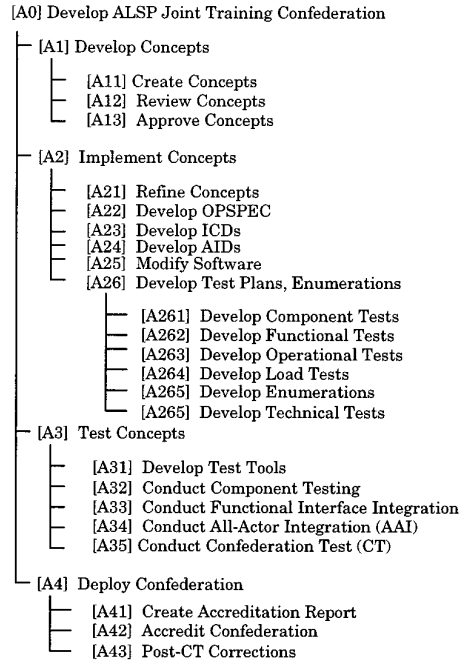 [A0] Develop ALSP Joint Training Confederation
[A1] Develop Concepts
[A11] Create Concepts
[A12] Review Concepts
[A13] Approve Concepts
[A2] Implement Concepts
[A21] Refine Concepts
[A22] Develop OPSPEC
[A23] Develop ICDs
[A24] Develop AIDs
[A25] Modify Software
[A26] Develop Test Plans, Enumerations
[A261] Develop Component Tests
[A262] Develop Functional Tests
[A263] Develop Operational Tests
[A264] Develop Load Tests
[A265] Develop Enumerations
[A265] Develop Technical Tests
[A3] Test Concepts
[A31] Develop Test Tools
[A32] Conduct Component Testing
[A33] Conduct Functional Interface Integration
[A34] Conduct All-Actor Integration (AAI)
[A35] Conduct Confederation Test (CT)
[A4] Deploy Confederation
[A41] Create Accreditation Report
[A42] Accredit Confederation
[A43] Post-CT Corrections